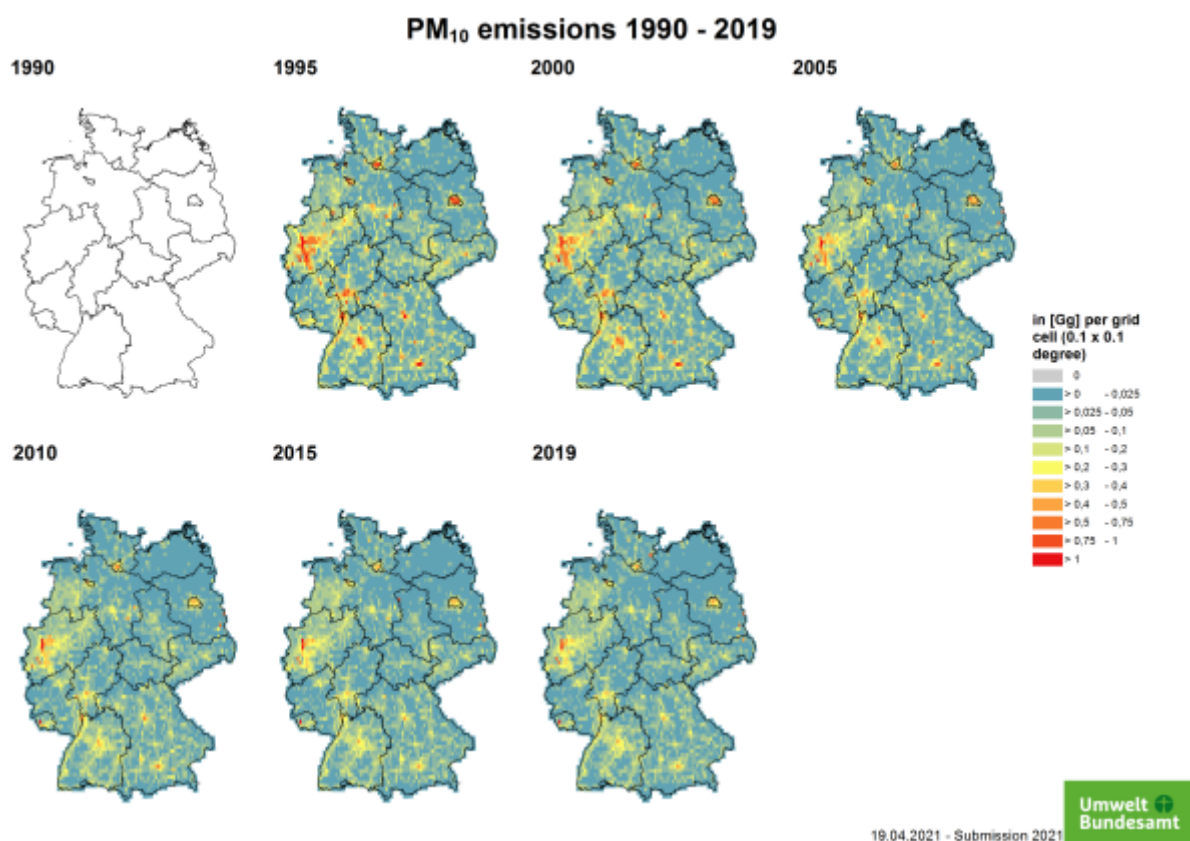 PM₁₀ emissions 1990 - 2019
1990
1995
2000
2005
in [Gg] per grid
cell (0.1 x 0.1
degree)
0
> 0 - 0,025
> 0,025 - 0,05
> 0,05 - 0,1
> 0,1 - 0,2
> 0,2 - 0,3
> 0,3 - 0,4
> 0,4 - 0,5
> 0,5 - 0,75
> 0,75 - 1
> 1
2010
2015
2019
Umwelt
Bundesamt
19.04.2021 - Submission 2021